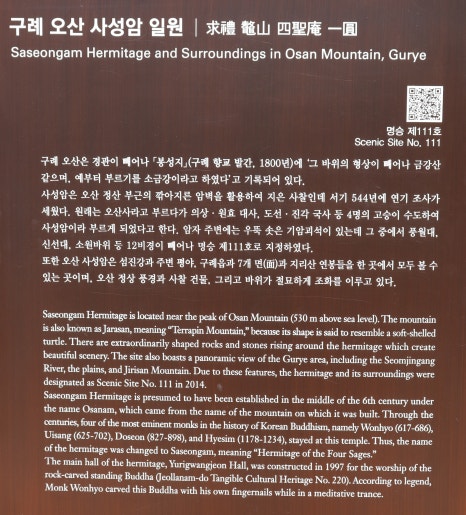 구례 오산 사성암 일원 | 求禮 鼇山 四聖庵 一圓
Saseongam Hermitage and Surroundings in Osan Mountain, Gurye
명승 제111호
Scenic Site No. 111
구례 오산은 경관이 빼어나 「봉성지」(구례 향교 발간, 1800년)에 '그 바위의 형상이 빼어나 금강산
같으며, 예부터 부르기를 소금강이라고 하였다'고 기록되어 있다.
사성암은 오산 정산 부근의 깎아지른 암벽을 활용하여 지은 사찰인데 서기 544년에 연기 조사가
세웠다. 원래는 오산사라고 부르다가 의상·원효 대사, 도선·진각 국사 등 4명의 고승이 수도하여
사성암이라 부르게 되었다고 한다. 암자 주변에는 우뚝 솟은 기암괴석이 있는데 그 중에서 풍월대,
신선대, 소원바위 등 12비경이 빼어나 명승 제111호로 지정하였다.
또한 오산 사성암은 섬진강과 주변 평야, 구례읍과 7개 면(面)과 지리산 연봉들을 한 곳에서 모두 볼 수
있는 곳이며, 오산 정상 풍경과 사찰 건물, 그리고 바위가 절묘하게 조화를 이루고 있다.
Saseongam Hermitage is located near the peak of Osan Mountain (530 m above sea level). The mountain
is also known as Jarasan, meaning “Terrapin Mountain,” because its shape is said to resemble a soft-shelled
turtle. There are extraordinarily shaped rocks and stones rising around the hermitage which create
beautiful scenery. The site also boasts a panoramic view of the Gurye area, including the Seomjingang
River, the plains, and Jirisan Mountain. Due to these features, the hermitage and its surroundings were
designated as Scenic Site No. 111 in 2014.
Saseongam Hermitage is presumed to have been established in the middle of the 6th century under
the name Osanam, which came from the name of the mountain on which it was built. Through the
centuries, four of the most eminent monks in the history of Korean Buddhism, namely Wonhyo (617-686),
Uisang (625-702), Doseon (827-898), and Hyesim (1178-1234), stayed at this temple. Thus, the name
of the hermitage was changed to Saseongam, meaning “Hermitage of the Four Sages.”
The main hall of the hermitage, Yurigwangjeon Hall, was constructed in 1997 for the worship of the
rock-carved standing Buddha (Jeollanam-do Tangible Cultural Heritage No. 220). According to legend,
Monk Wonhyo carved this Buddha with his own fingernails while in a meditative trance.